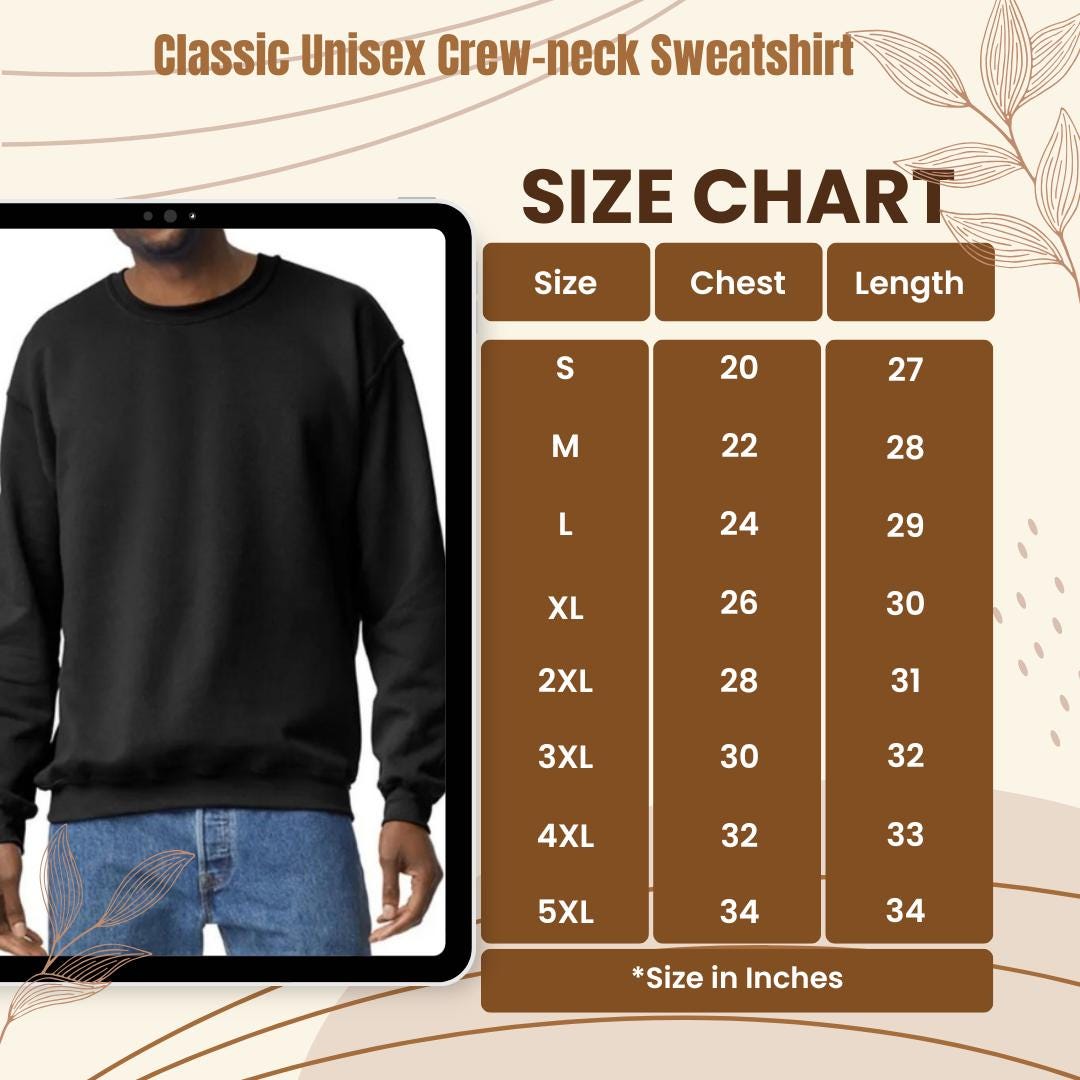 Classic Unisex Crew-neck Sweatshirt
SIZE CHART
Size Chest Length
S 20 27
M 22 28
L 24 29
XL 26 30
2XL 28 31
3XL 30 32
4XL 32 33
5XL 34 34
*Size in Inches